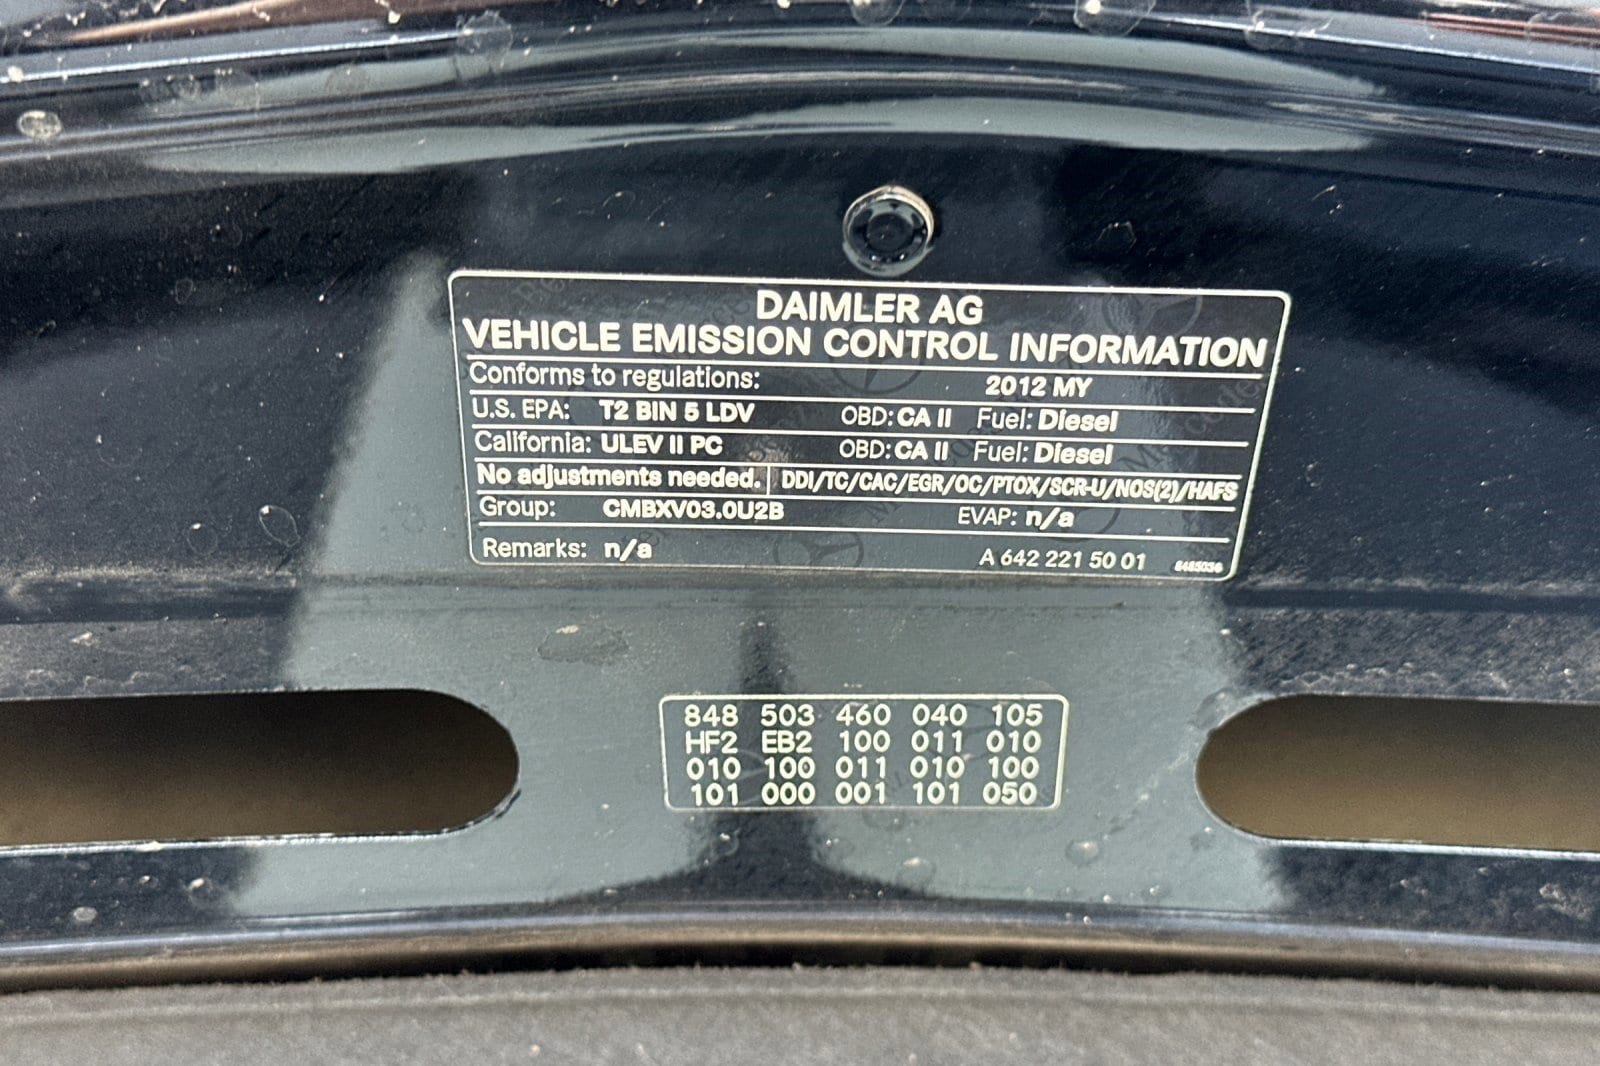 DAIMLER AG
VEHICLE EMISSION CONTROL INFORMATION
Conforms to regulations: 2012 MY
U.S. EPA: T2 BIN 5 LDV OBD: CA II Fuel: Diesel
California: ULEV II PC OBD: CA II Fuel: Diesel
No adjustments needed. DDI/TC/CAC/EGR/OC/PTOX/SCR-U/NOS(2)/HAFS
Group: CMBXV03.0U2B EVAP: n/a
Remarks: n/a A 642 221 50 01
848 503 460 040 105
HF2 EB2 100 011 010
010 100 011 010 100
101 000 001 101 050